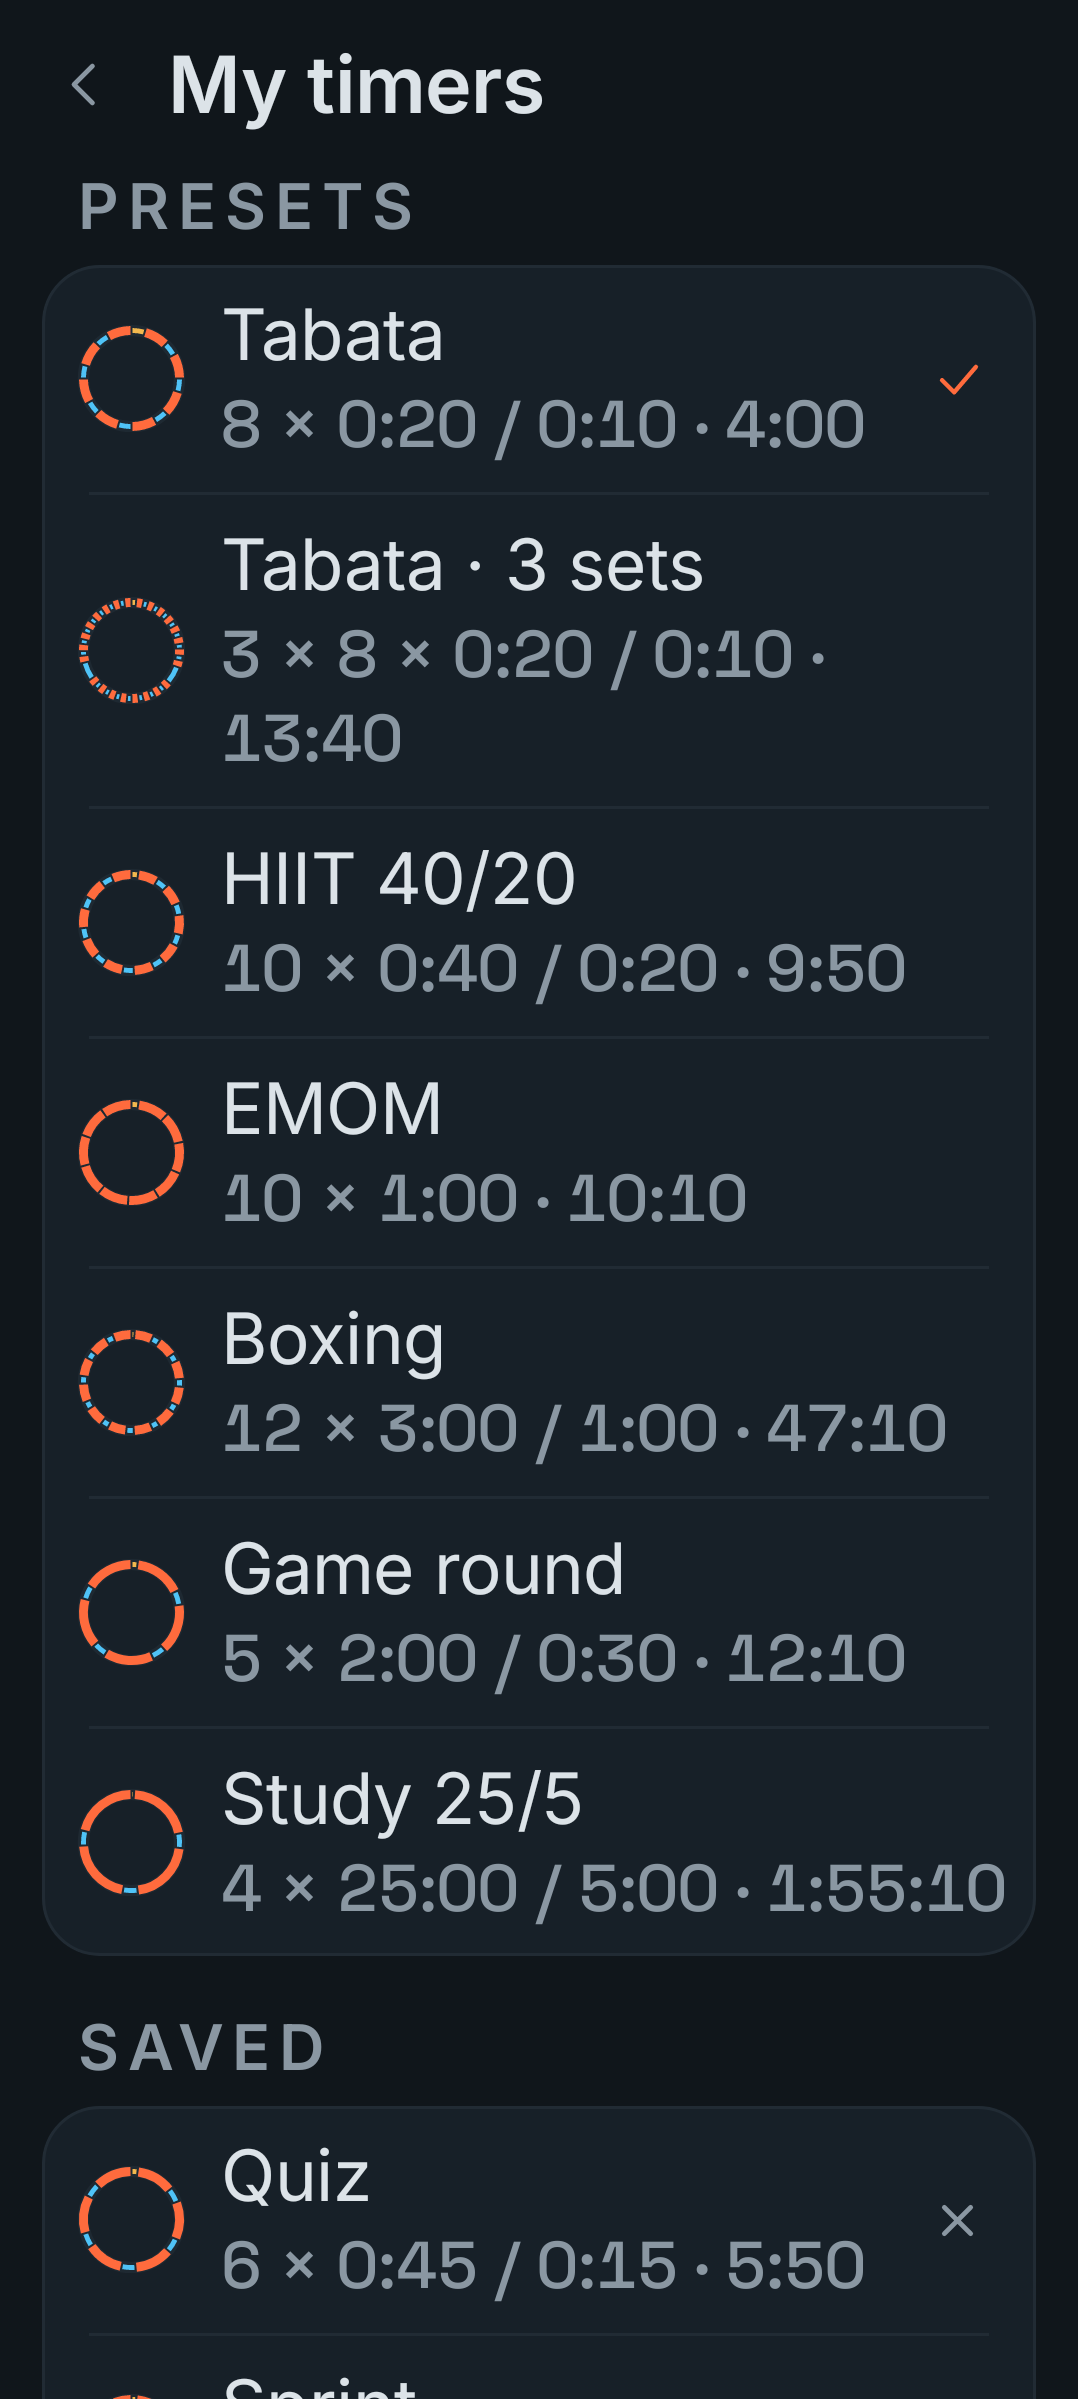 My timers
PRESETS
Tabata
8 × 0:20 / 0:10 · 4:00
Tabata · 3 sets
3 × 8 × 0:20 / 0:10 ·
13:40
HIIT 40/20
10 × 0:40 / 0:20 · 9:50
EMOM
10 × 1:00 · 10:10
Boxing
12 × 3:00 / 1:00 · 47:10
Game round
5 × 2:00 / 0:30 · 12:10
Study 25/5
4 × 25:00 / 5:00 · 1:55:10
SAVED
Quiz
6 × 0:45 / 0:15 · 5:50
Sprint